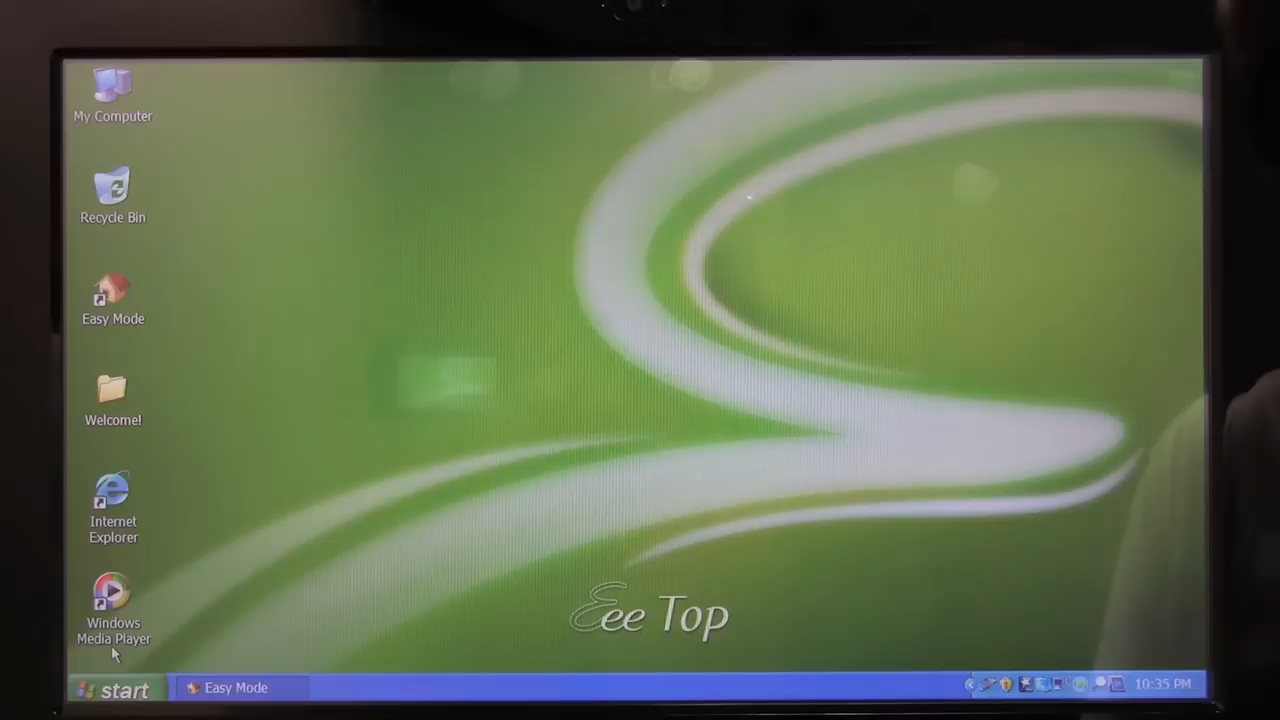 My Computer
Recycle Bin
Easy Mode
Welcome!
Internet
Explorer
Windows
Media Player
Eee Top
start
Easy Mode
10:35 PM